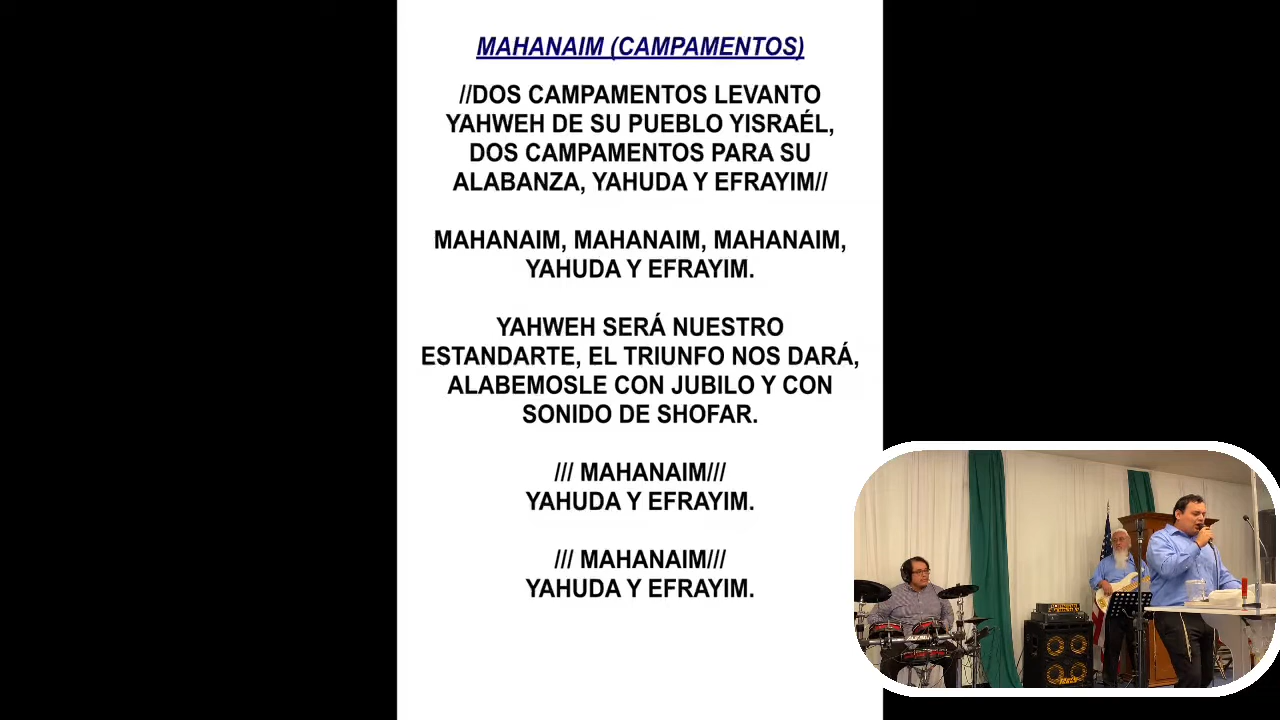 MAHANAIM (CAMPAMENTOS)
//DOS CAMPAMENTOS LEVANTO
YAHWEH DE SU PUEBLO YISRAÉL,
DOS CAMPAMENTOS PARA SU
ALABANZA, YAHUDA Y EFRAYIM//
MAHANAIM, MAHANAIM, MAHANAIM,
YAHUDA Y EFRAYIM.
YAHWEH SERÁ NUESTRO
ESTANDARTE, EL TRIUNFO NOS DARÁ,
ALABEMOSLE CON JUBILO Y CON
SONIDO DE SHOFAR.
/// MAHANAIM///
YAHUDA Y EFRAYIM.
/// MAHANAIM///
YAHUDA Y EFRAYIM.